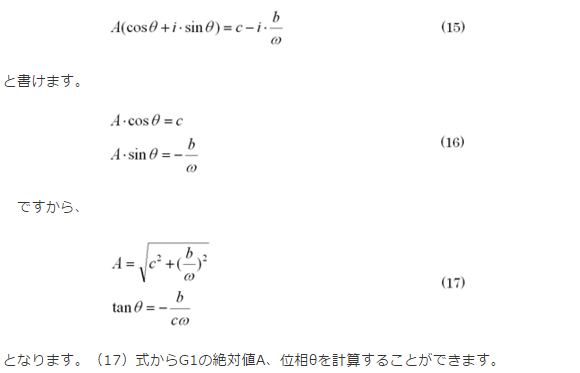 A(cosθ+i·sinθ)=c−i·b/ω (15)
と書けます。
A·cosθ=c
A·sinθ=−b/ω (16)
ですから、
A=√(c²+(b/ω)²)
tanθ=−b/cω (17)
となります。（17）式からG1の絶対値A、位相θを計算することができます。